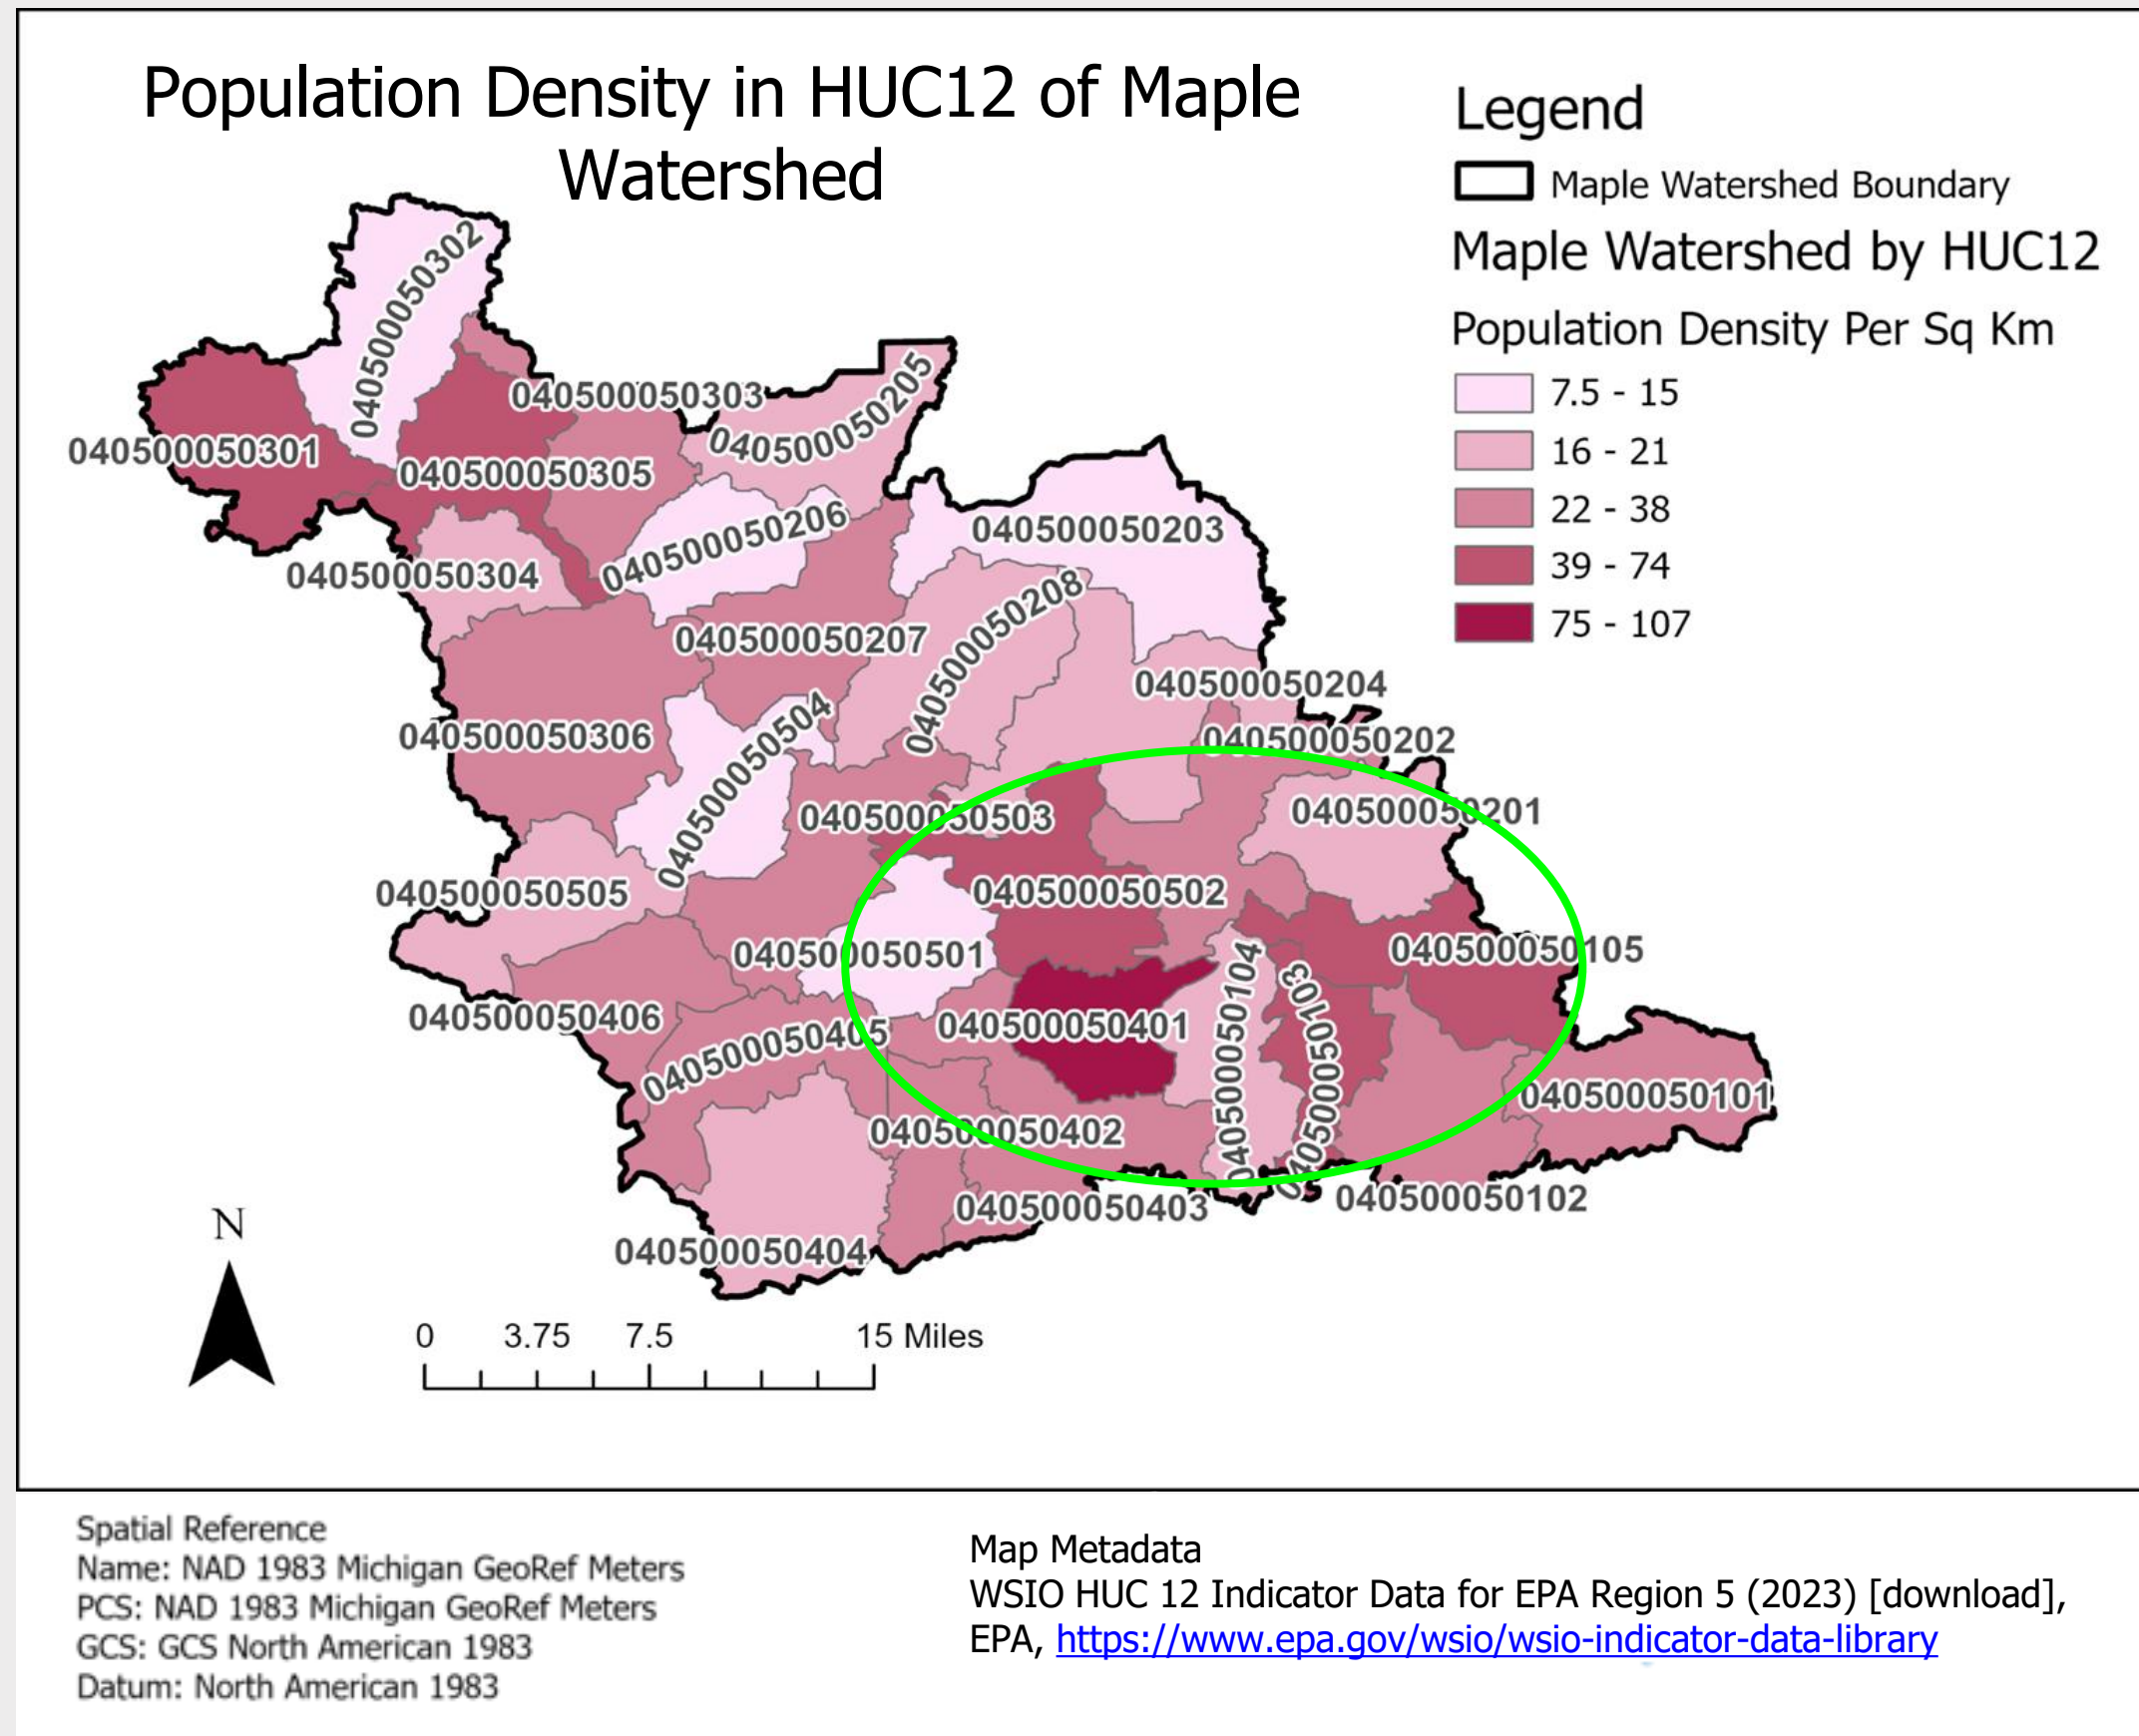 Population Density in HUC12 of Maple
Watershed
Legend
Maple Watershed Boundary
Maple Watershed by HUC12
Population Density Per Sq Km
7.5 - 15
16 - 21
22 - 38
39 - 74
75 - 107
040500050302
040500050303
040500050205
040500050301
040500050305
040500050206
040500050203
040500050304
040500050208
040500050207
040500050204
040500050306
040500050504
040500050202
040500050503
040500050201
040500050505
040500050502
040500050501
040500050105
040500050104
040500050103
040500050406
040500050405
040500050401
040500050101
040500050402
040500050403
040500050102
040500050404
N
0 3.75 7.5 15 Miles
Spatial Reference
Name: NAD 1983 Michigan GeoRef Meters
PCS: NAD 1983 Michigan GeoRef Meters
GCS: GCS North American 1983
Datum: North American 1983
Map Metadata
WSIO HUC 12 Indicator Data for EPA Region 5 (2023) [download],
EPA, https://www.epa.gov/wsio/wsio-indicator-data-library